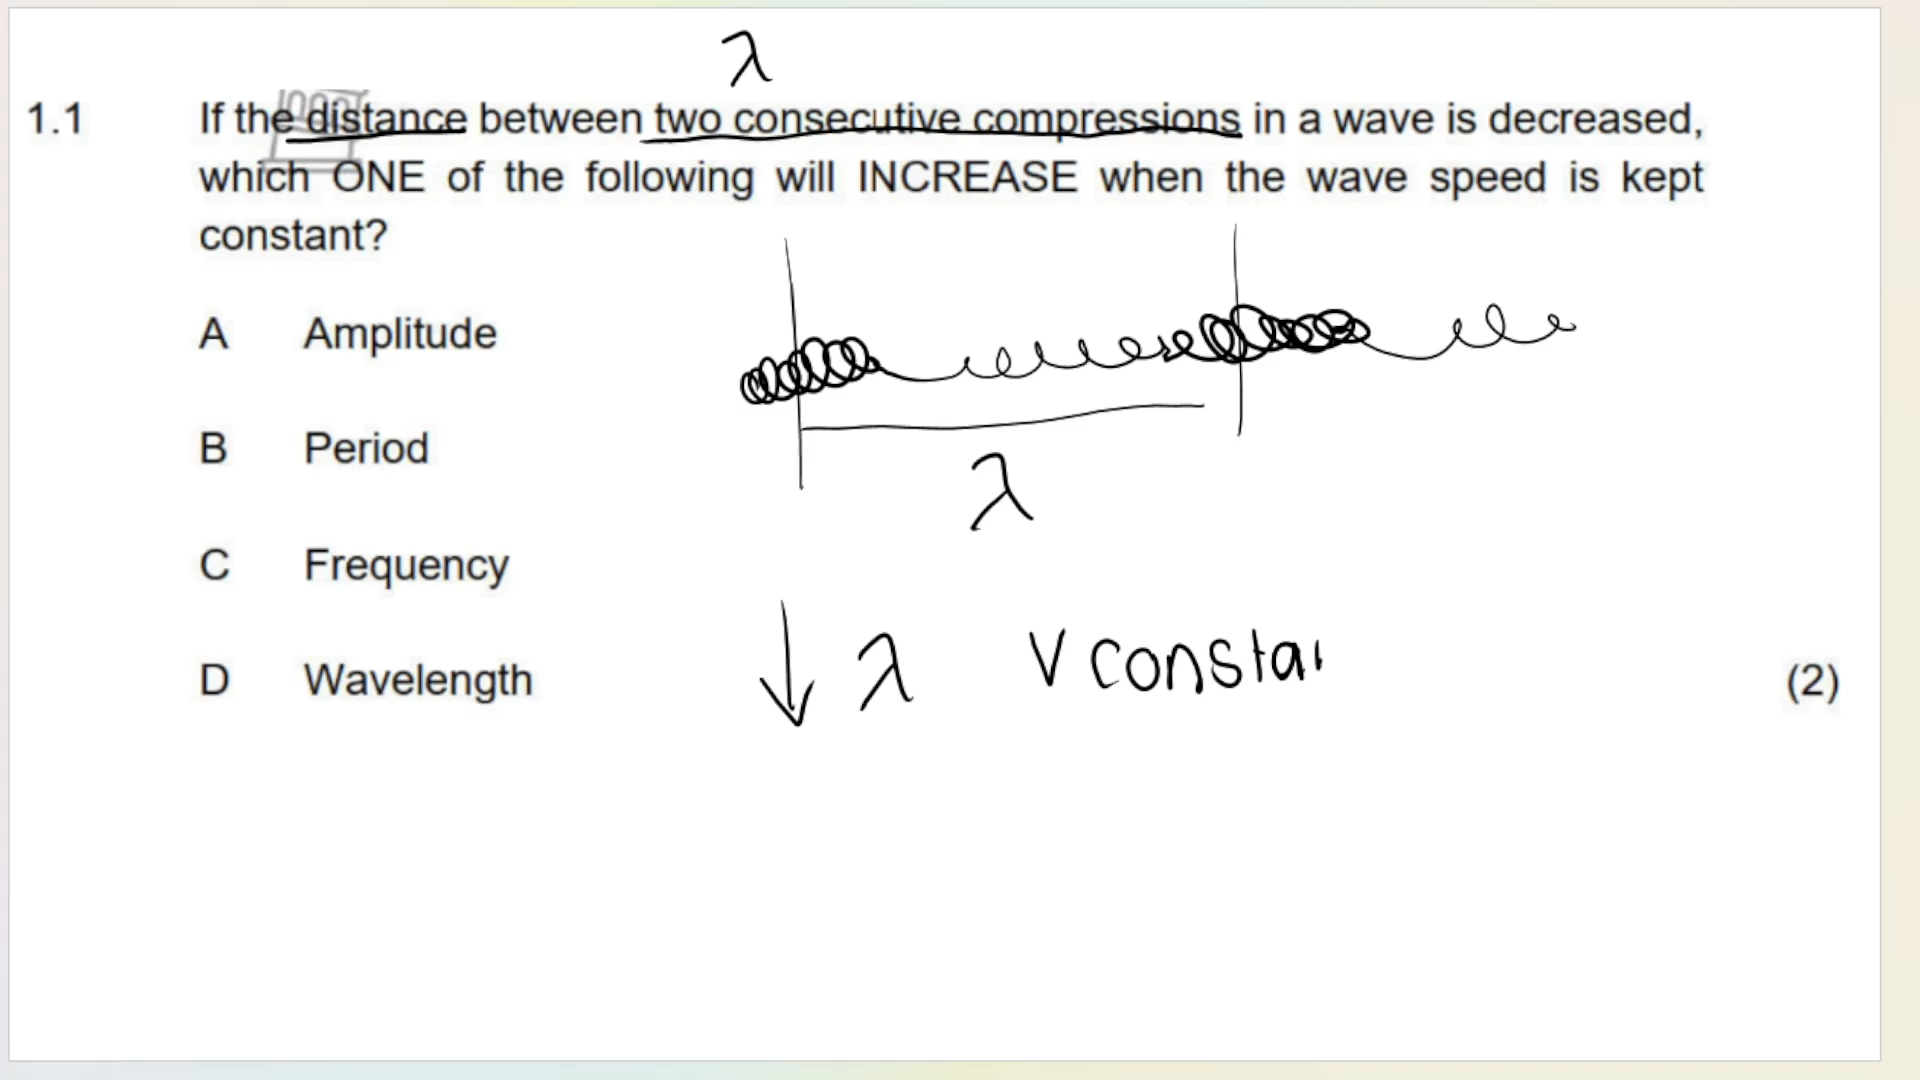 λ
1.1 If the distance between two consecutive compressions in a wave is decreased,
which ONE of the following will INCREASE when the wave speed is kept
constant?
A Amplitude
B Period
λ
C Frequency
D Wavelength (2)
↓ λ V constan